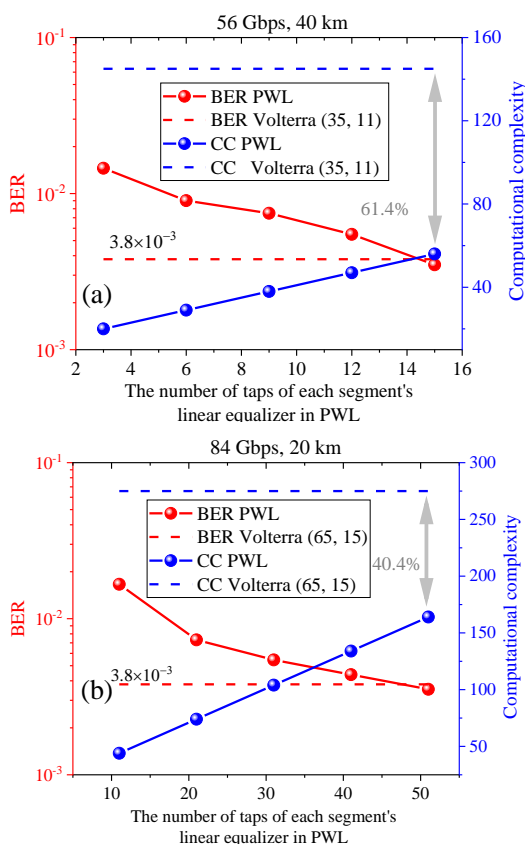 56 Gbps, 40 km
10⁻¹
160
BER PWL
BER Volterra (35, 11)
CC PWL
CC Volterra (35, 11)
120
BER
10⁻²
61.4%
80
Computational complexity
3.8×10⁻³
40
(a)
10⁻³
2 4 6 8 10 12 14 16
The number of taps of each segment's
linear equalizer in PWL
84 Gbps, 20 km
10⁻¹
300
BER PWL
BER Volterra (65, 15)
CC PWL
CC Volterra (65, 15)
250
40.4%
200
BER
10⁻²
150
Computational complexity
3.8×10⁻³
100
(b)
50
10⁻³
10 20 30 40 50
The number of taps of each segment's
linear equalizer in PWL